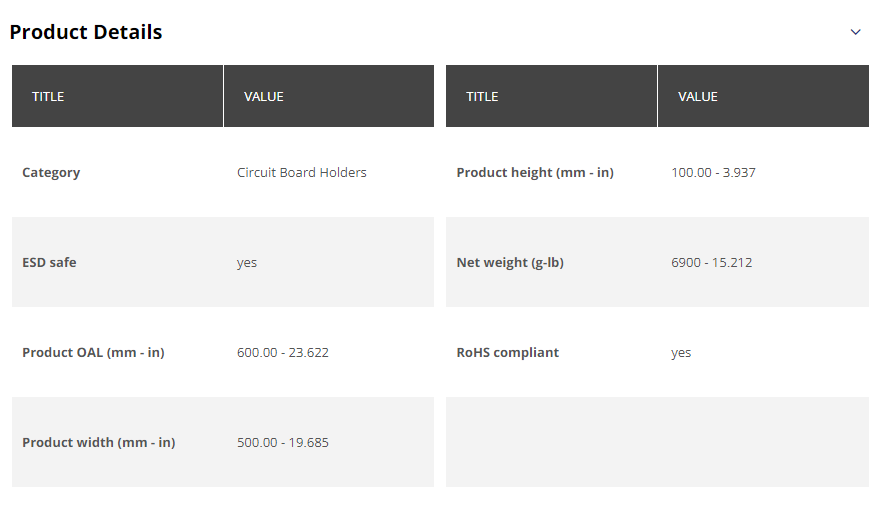 Product Details
TITLE VALUE
Category Circuit Board Holders
ESD safe yes
Product OAL (mm - in) 600.00 - 23.622
Product width (mm - in) 500.00 - 19.685
TITLE VALUE
Product height (mm - in) 100.00 - 3.937
Net weight (g-lb) 6900 - 15.212
RoHS compliant yes